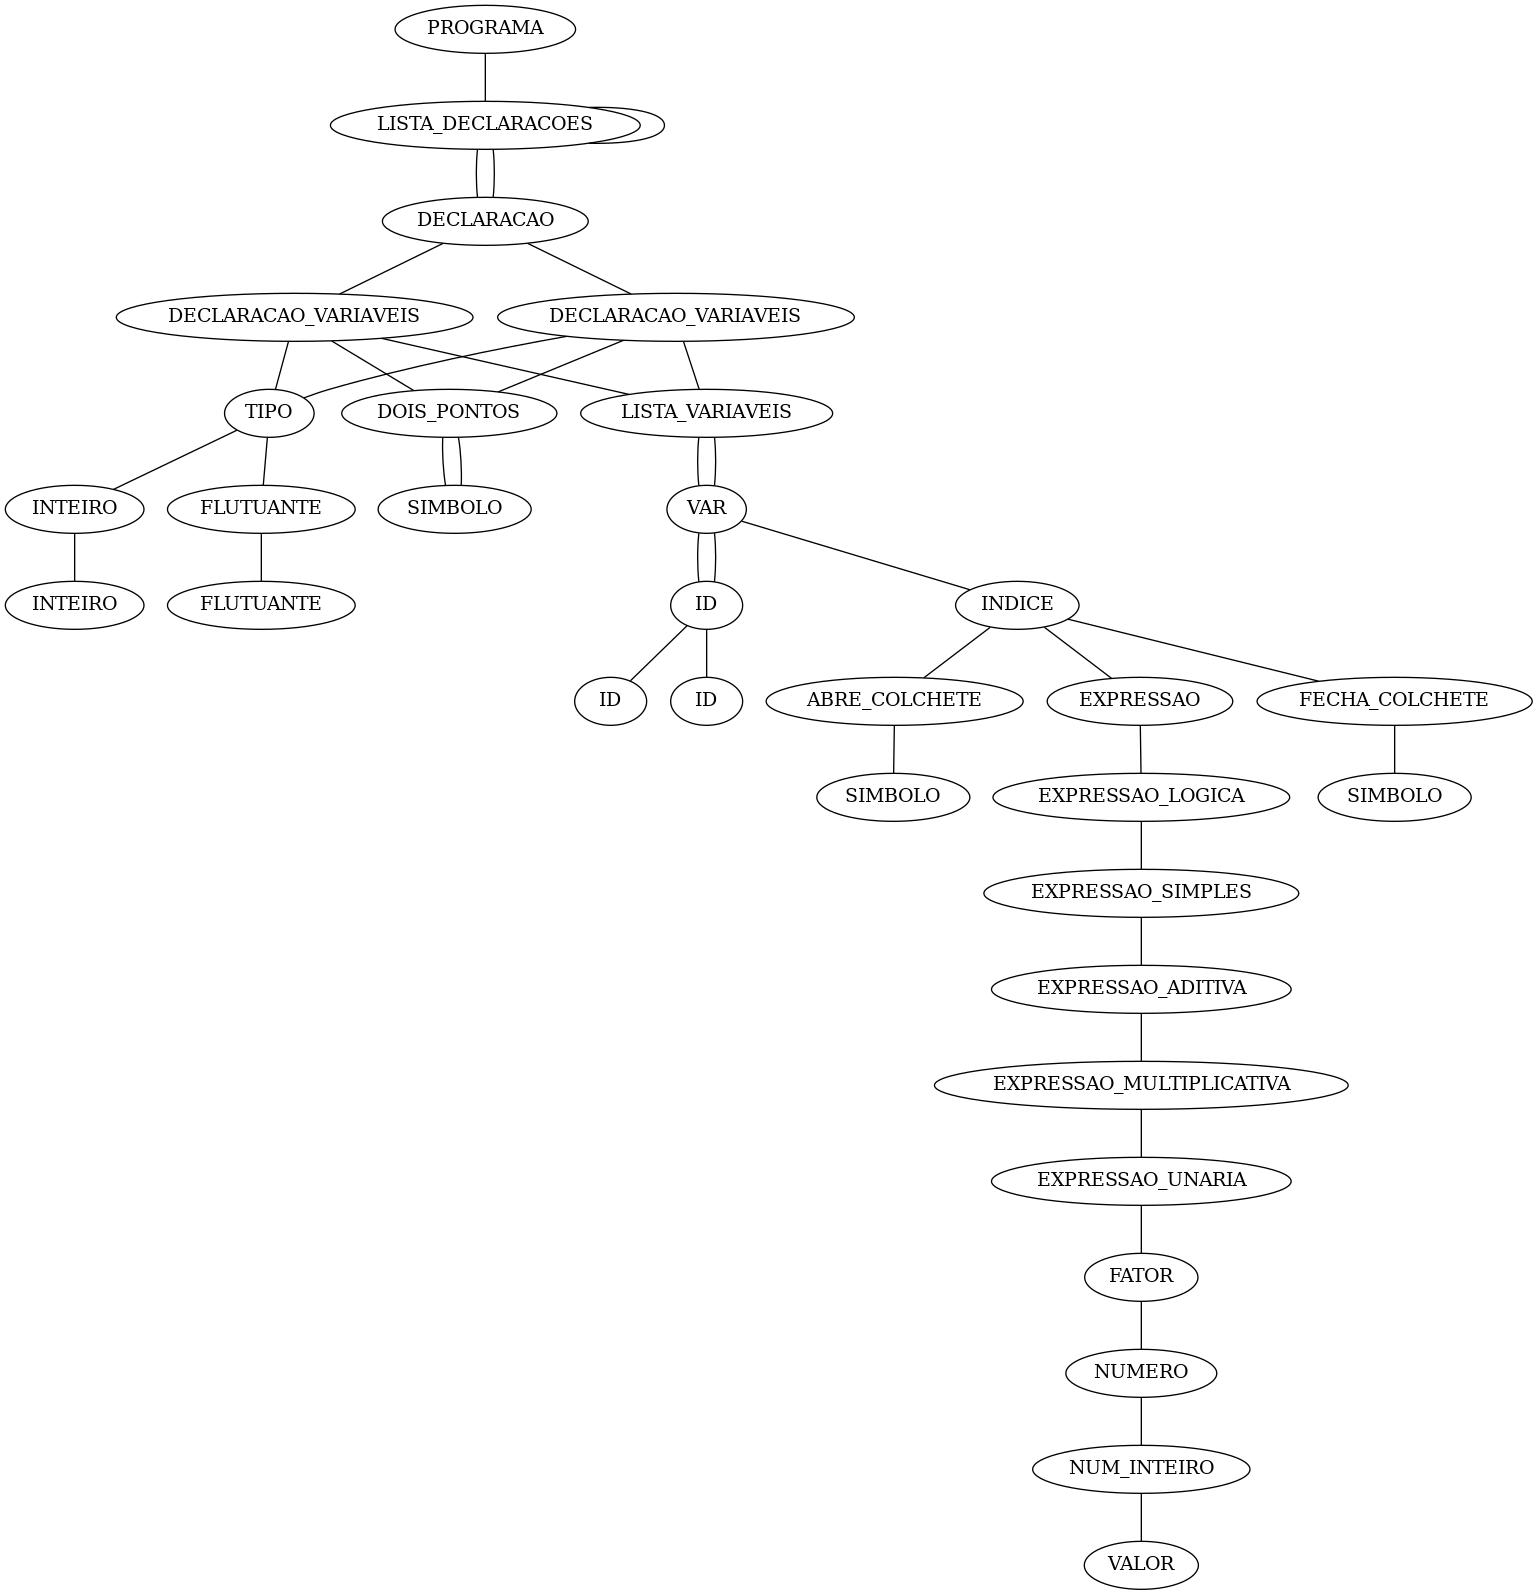 PROGRAMA
LISTA_DECLARACOES
DECLARACAO
DECLARACAO_VARIAVEIS
DECLARACAO_VARIAVEIS
TIPO
DOIS_PONTOS
LISTA_VARIAVEIS
INTEIRO
FLUTUANTE
SIMBOLO
VAR
INTEIRO
FLUTUANTE
ID
INDICE
ID
ID
ABRE_COLCHETE
EXPRESSAO
FECHA_COLCHETE
SIMBOLO
EXPRESSAO_LOGICA
SIMBOLO
EXPRESSAO_SIMPLES
EXPRESSAO_ADITIVA
EXPRESSAO_MULTIPLICATIVA
EXPRESSAO_UNARIA
FATOR
NUMERO
NUM_INTEIRO
VALOR